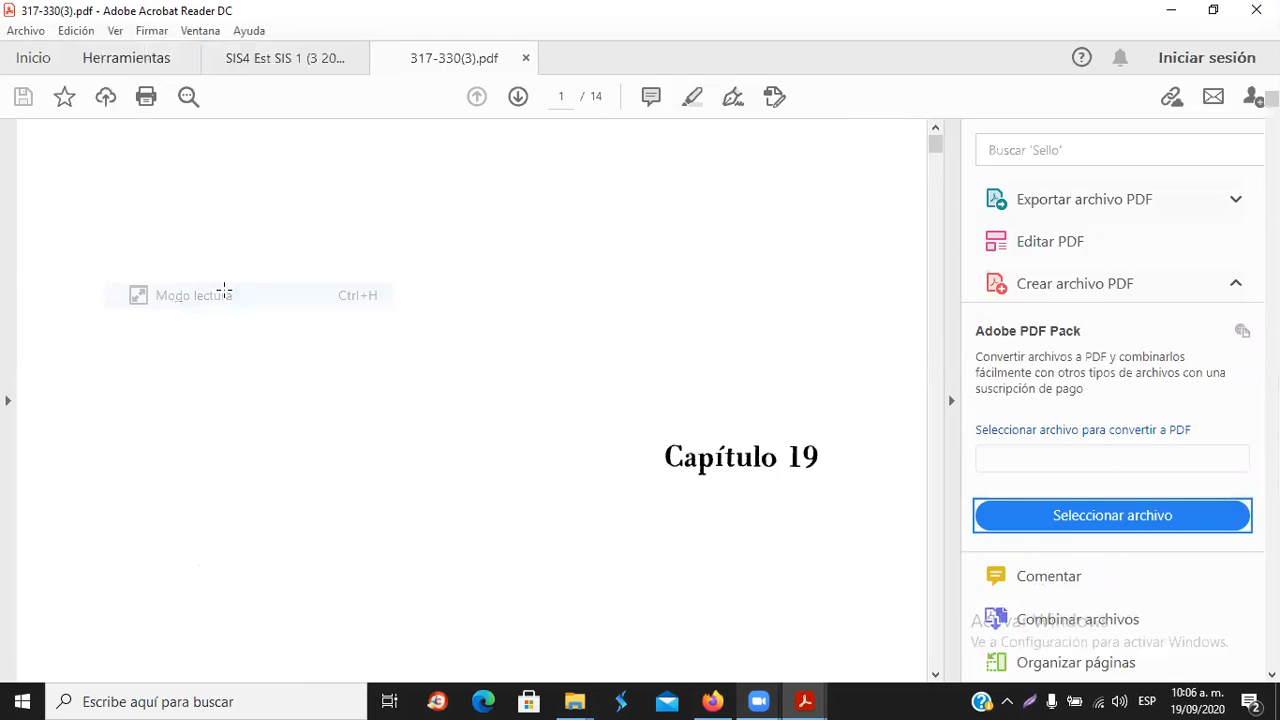 317-330(3).pdf - Adobe Acrobat Reader DC
Archivo Edición Ver Firmar Ventana Ayuda
Inicio Herramientas SIS4 Est SIS 1 (3 20... 317-330(3).pdf × Iniciar sesión
1 / 14
Buscar 'Sello'
Exportar archivo PDF
Editar PDF
Modo lectura Ctrl+H
Crear archivo PDF
Adobe PDF Pack
Convertir archivos a PDF y combinarlos
fácilmente con otros tipos de archivos con una
suscripción de pago
Seleccionar archivo para convertir a PDF
Capítulo 19
Seleccionar archivo
Comentar
Activar Windows
Combinar archivos
Ve a Configuración para activar Windows.
Organizar páginas
Escribe aquí para buscar
ESP
10:06 a. m.
19/09/2020
2